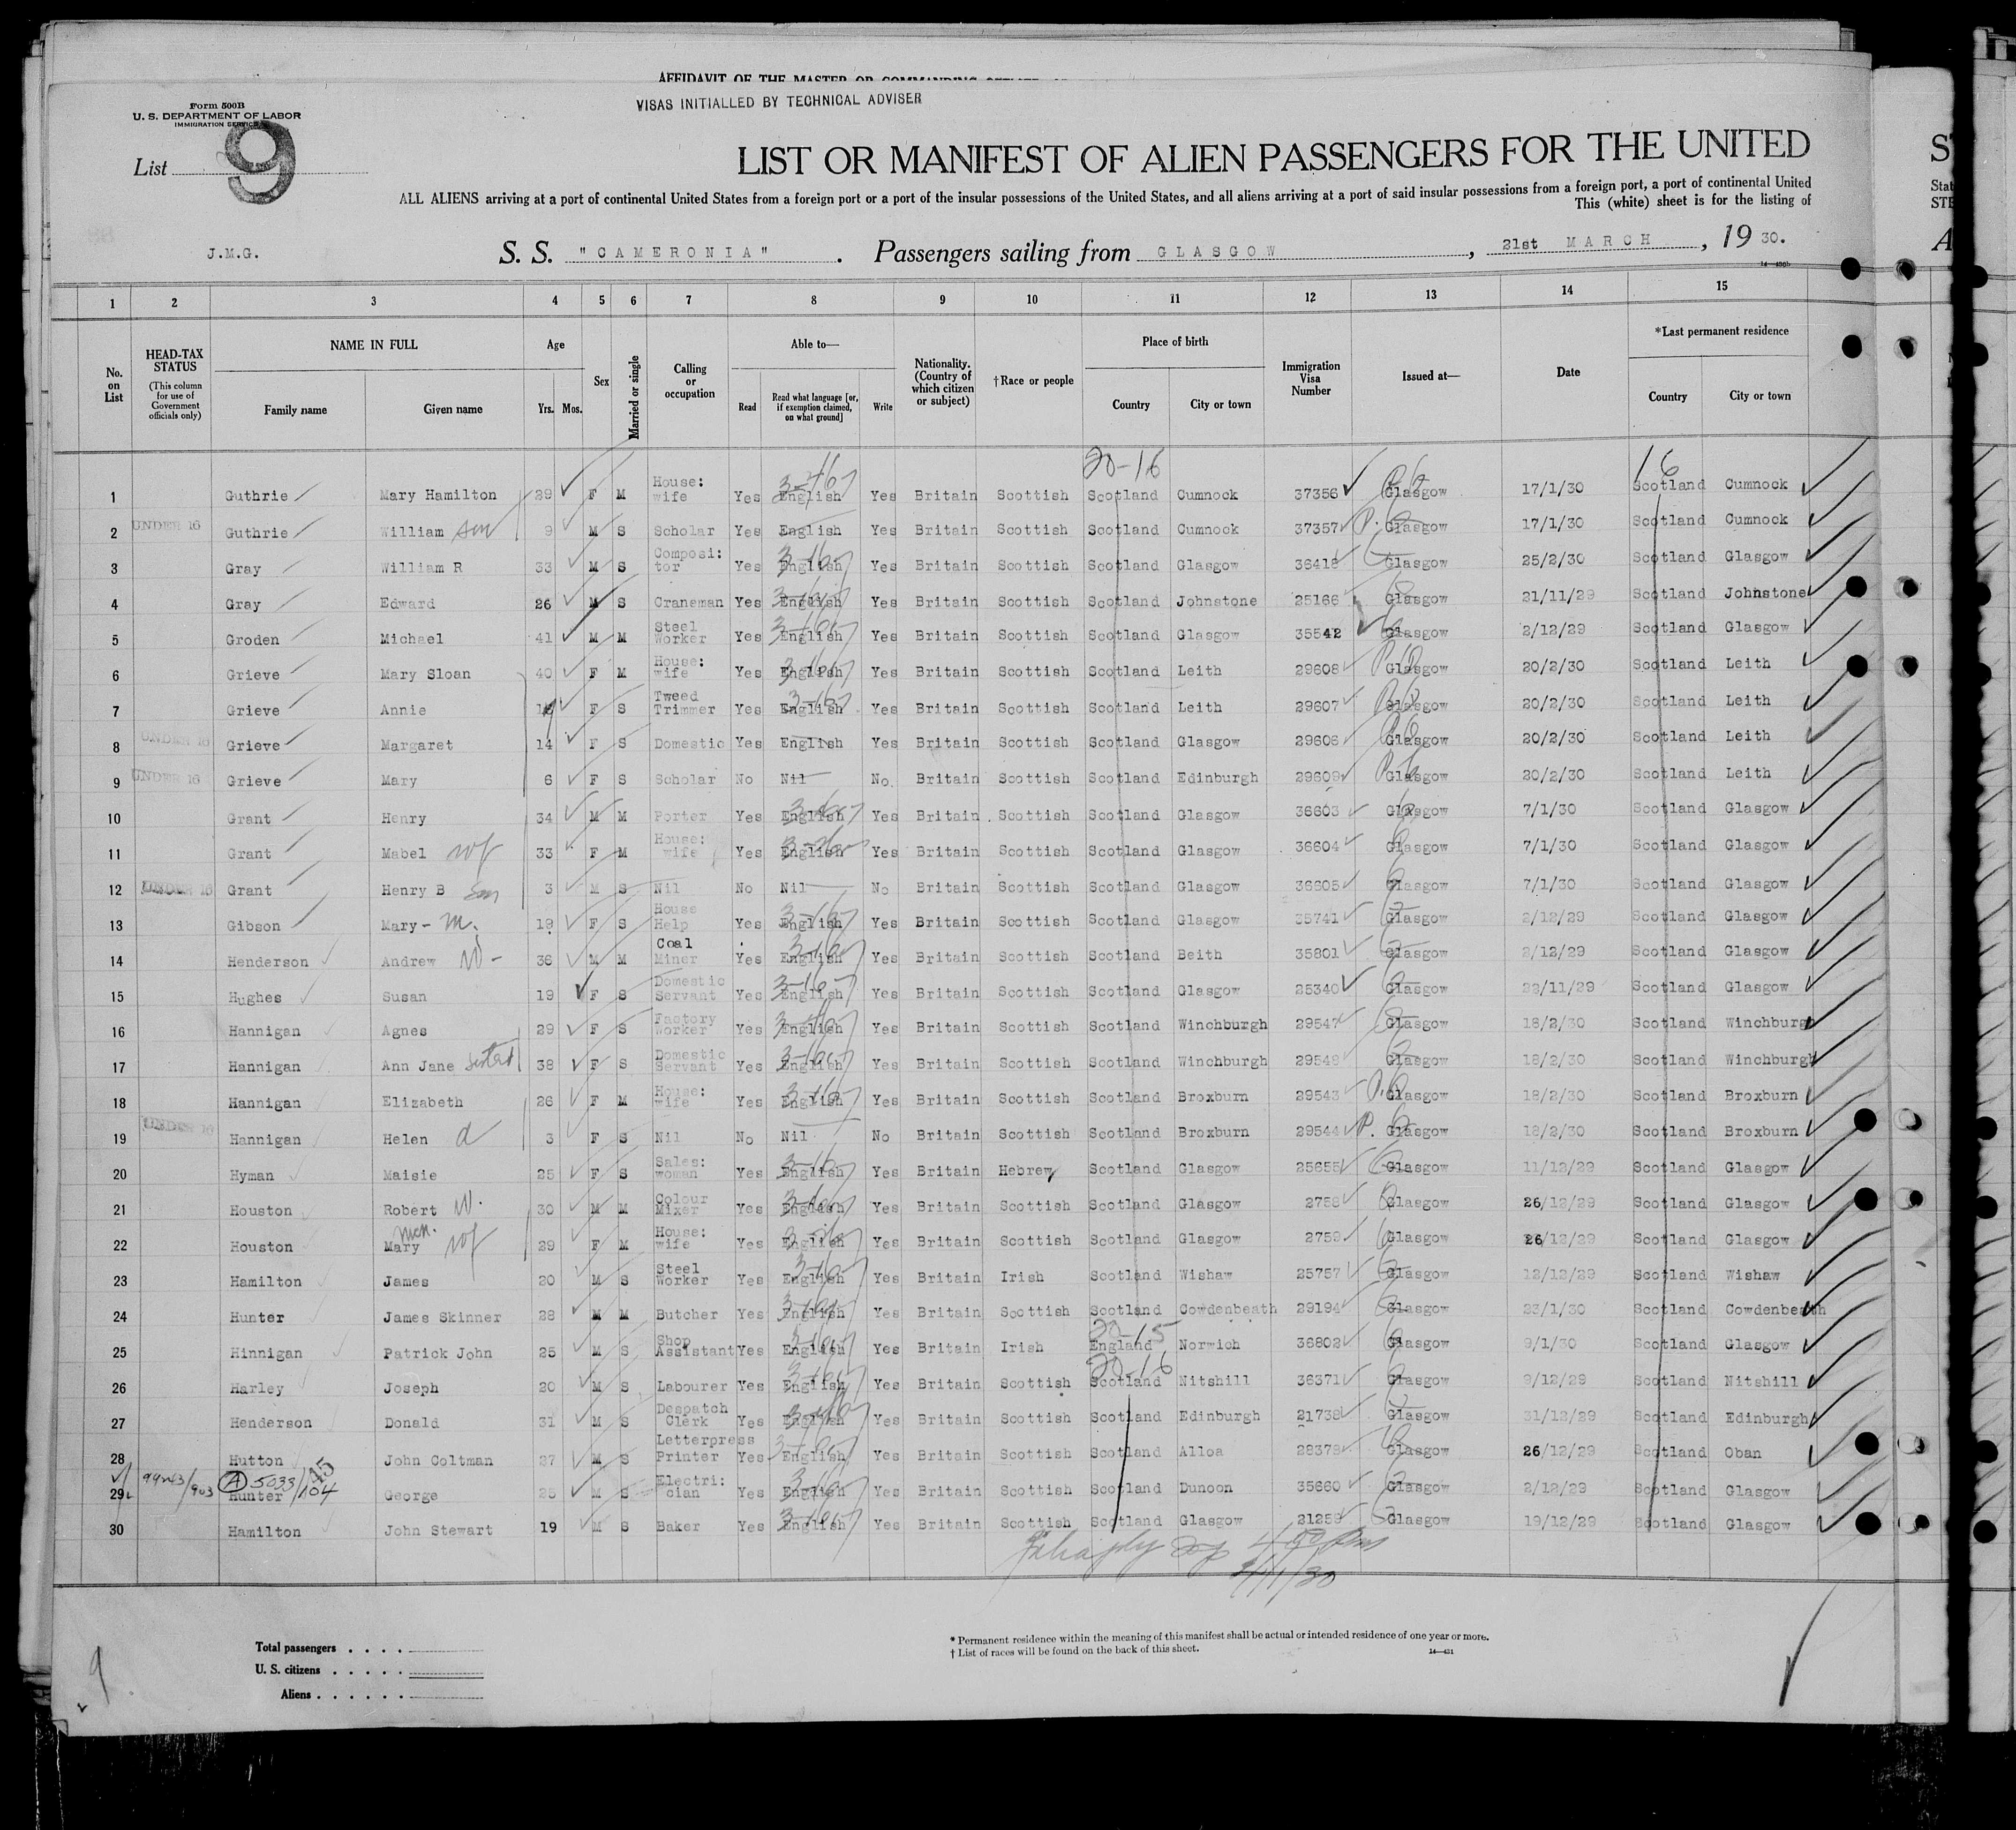 AFFIDAVIT OF THE MASTER OR COMMANDING
VISAS INITIALLED BY TECHNICAL ADVISER
Form 500B
U. S. DEPARTMENT OF LABOR
IMMIGRATION SERVICE
List 9
LIST OR MANIFEST OF ALIEN PASSENGERS FOR THE UNITED
ALL ALIENS arriving at a port of continental United States from a foreign port or a port of the insular possessions of the United States, and all aliens arriving at a port of said insular possessions from a foreign port, a port of continental United
This (white) sheet is for the listing of
J.M.G. S. S. "CAMERONIA". Passengers sailing from GLASGOW, 21st MARCH, 1930.
1 2 3 4 5 6 7 8 9 10 11 12 13 14 15
No. on List
HEAD-TAX STATUS (This column for use of Government officials only)
NAME IN FULL Family name Given name
Age Yrs. Mos.
Sex
Married or single
Calling or occupation
Able to— Read Read what language [or, if exemption claimed, on what ground] Write
Nationality. (Country of which citizen or subject)
†Race or people
Place of birth Country City or town
Immigration Visa Number
Issued at—
Date
*Last permanent residence Country City or town
20-16 16
1 Guthrie Mary Hamilton 29 F M House: wife Yes English Yes Britain Scottish Scotland Cumnock 37356 Glasgow 17/1/30 Scotland Cumnock
2 UNDER 16 Guthrie William son 9 M S Scholar Yes English Yes Britain Scottish Scotland Cumnock 37357 Glasgow 17/1/30 Scotland Cumnock
3 Gray William R 33 M S Composi: tor Yes English Yes Britain Scottish Scotland Glasgow 36418 Glasgow 25/2/30 Scotland Glasgow
4 Gray Edward 26 M S Craneman Yes English Yes Britain Scottish Scotland Johnstone 25166 Glasgow 21/11/29 Scotland Johnstone
5 Groden Michael 41 M M Steel Worker Yes English Yes Britain Scottish Scotland Glasgow 35542 Glasgow 2/12/29 Scotland Glasgow
6 Grieve Mary Sloan 40 F M House: wife Yes English Yes Britain Scottish Scotland Leith 29608 Glasgow 20/2/30 Scotland Leith
7 Grieve Annie F S Tweed Trimmer Yes English Yes Britain Scottish Scotland Leith 29607 Glasgow 20/2/30 Scotland Leith
8 UNDER 16 Grieve Margaret 14 F S Domestic Yes English Yes Britain Scottish Scotland Glasgow 29606 Glasgow 20/2/30 Scotland Leith
9 UNDER 16 Grieve Mary 6 F S Scholar No Nil No. Britain Scottish Scotland Edinburgh 29609 Glasgow 20/2/30 Scotland Leith
10 Grant Henry 34 M M Porter Yes English Yes Britain Scottish Scotland Glasgow 36603 Glasgow 7/1/30 Scotland Glasgow
11 Grant Mabel wf 33 F M House: wife Yes English Yes Britain Scottish Scotland Glasgow 36604 Glasgow 7/1/30 Scotland Glasgow
12 UNDER 16 Grant Henry B son 3 M S Nil No Nil No Britain Scottish Scotland Glasgow 36605 Glasgow 7/1/30 Scotland Glasgow
13 Gibson Mary - M. 19 F S House Help Yes English Yes Britain Scottish Scotland Glasgow 35741 Glasgow 2/12/29 Scotland Glasgow
14 Henderson Andrew W- 36 M M Coal Miner Yes English Yes Britain Scottish Scotland Beith 35801 Glasgow 2/12/29 Scotland Glasgow
15 Hughes Susan 19 F S Domestic Servant Yes English Yes Britain Scottish Scotland Glasgow 25340 Glasgow 22/11/29 Scotland Glasgow
16 Hannigan Agnes 29 F S Factory Worker Yes English Yes Britain Scottish Scotland Winchburgh 29547 Glasgow 18/2/30 Scotland Winchburgh
17 Hannigan Ann Jane sister 38 F S Domestic Servant Yes English Yes Britain Scottish Scotland Winchburgh 29548 Glasgow 18/2/30 Scotland Winchburgh
18 Hannigan Elizabeth 26 F M House: wife Yes English Yes Britain Scottish Scotland Broxburn 29543 Glasgow 18/2/30 Scotland Broxburn
19 UNDER 16 Hannigan Helen d 3 F S Nil No Nil No Britain Scottish Scotland Broxburn 29544 Glasgow 18/2/30 Scotland Broxburn
20 Hyman Maisie 25 F S Sales: woman Yes English Yes Britain Hebrew Scotland Glasgow 25655 Glasgow 11/12/29 Scotland Glasgow
21 Houston Robert W. 30 M M Colour Mixer Yes English Yes Britain Scottish Scotland Glasgow 2758 Glasgow 26/12/29 Scotland Glasgow
22 Houston Mary wf 29 F M House: wife Yes English Yes Britain Scottish Scotland Glasgow 2759 Glasgow 26/12/29 Scotland Glasgow
23 Hamilton James 20 M S Steel Worker Yes English Yes Britain Irish Scotland Wishaw 25757 Glasgow 12/12/29 Scotland Wishaw
24 Hunter James Skinner 28 M M Butcher Yes English Yes Britain Scottish Scotland Cowdenbeath 29194 Glasgow 23/1/30 Scotland Cowdenbeath
20-15
25 Hinnigan Patrick John 25 M S Shop Assistant Yes English Yes Britain Irish England Norwich 36802 Glasgow 9/1/30 Scotland Glasgow
20-16
26 Harley Joseph 20 M S Labourer Yes English Yes Britain Scottish Scotland Nitshill 36371 Glasgow 9/12/29 Scotland Nitshill
27 Henderson Donald 31 M S Despatch Clerk Yes English Yes Britain Scottish Scotland Edinburgh 21738 Glasgow 31/12/29 Scotland Edinburgh
28 Hutton John Coltman 27 M S Letterpress Printer Yes English Yes Britain Scottish Scotland Alloa 28378 Glasgow 26/12/29 Scotland Oban
A 5033/104 45
29 Hunter George 25 M S Electri: cian Yes English Yes Britain Scottish Scotland Dunoon 35660 Glasgow 2/12/29 Scotland Glasgow
30 Hamilton John Stewart 19 M S Baker Yes English Yes Britain Scottish Scotland Glasgow 21259 Glasgow 19/12/29 Scotland Glasgow
Total passengers
U. S. citizens
Aliens
* Permanent residence within the meaning of this manifest shall be actual or intended residence of one year or more.
† List of races will be found on the back of this sheet.
14—431
9